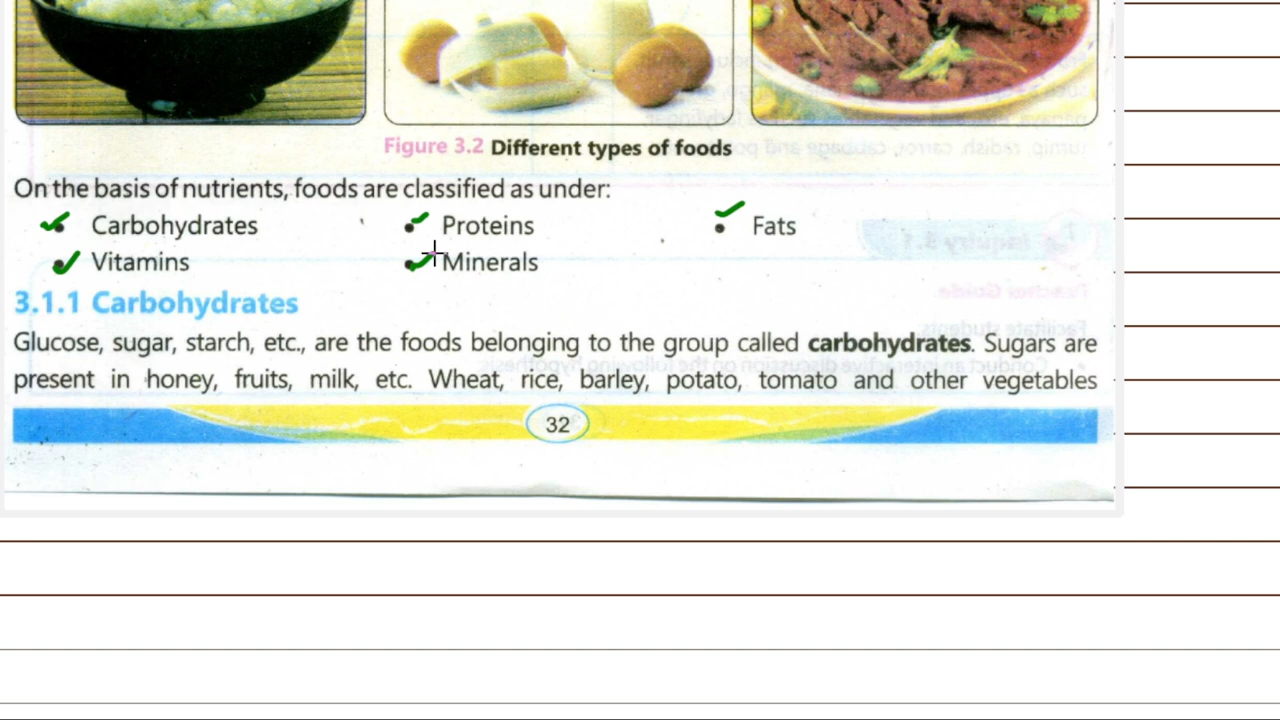 Figure 3.2 Different types of foods
On the basis of nutrients, foods are classified as under:
Carbohydrates
Proteins
Fats
Vitamins
Minerals
3.1.1 Carbohydrates
Glucose, sugar, starch, etc., are the foods belonging to the group called carbohydrates. Sugars are
present in honey, fruits, milk, etc. Wheat, rice, barley, potato, tomato and other vegetables
32